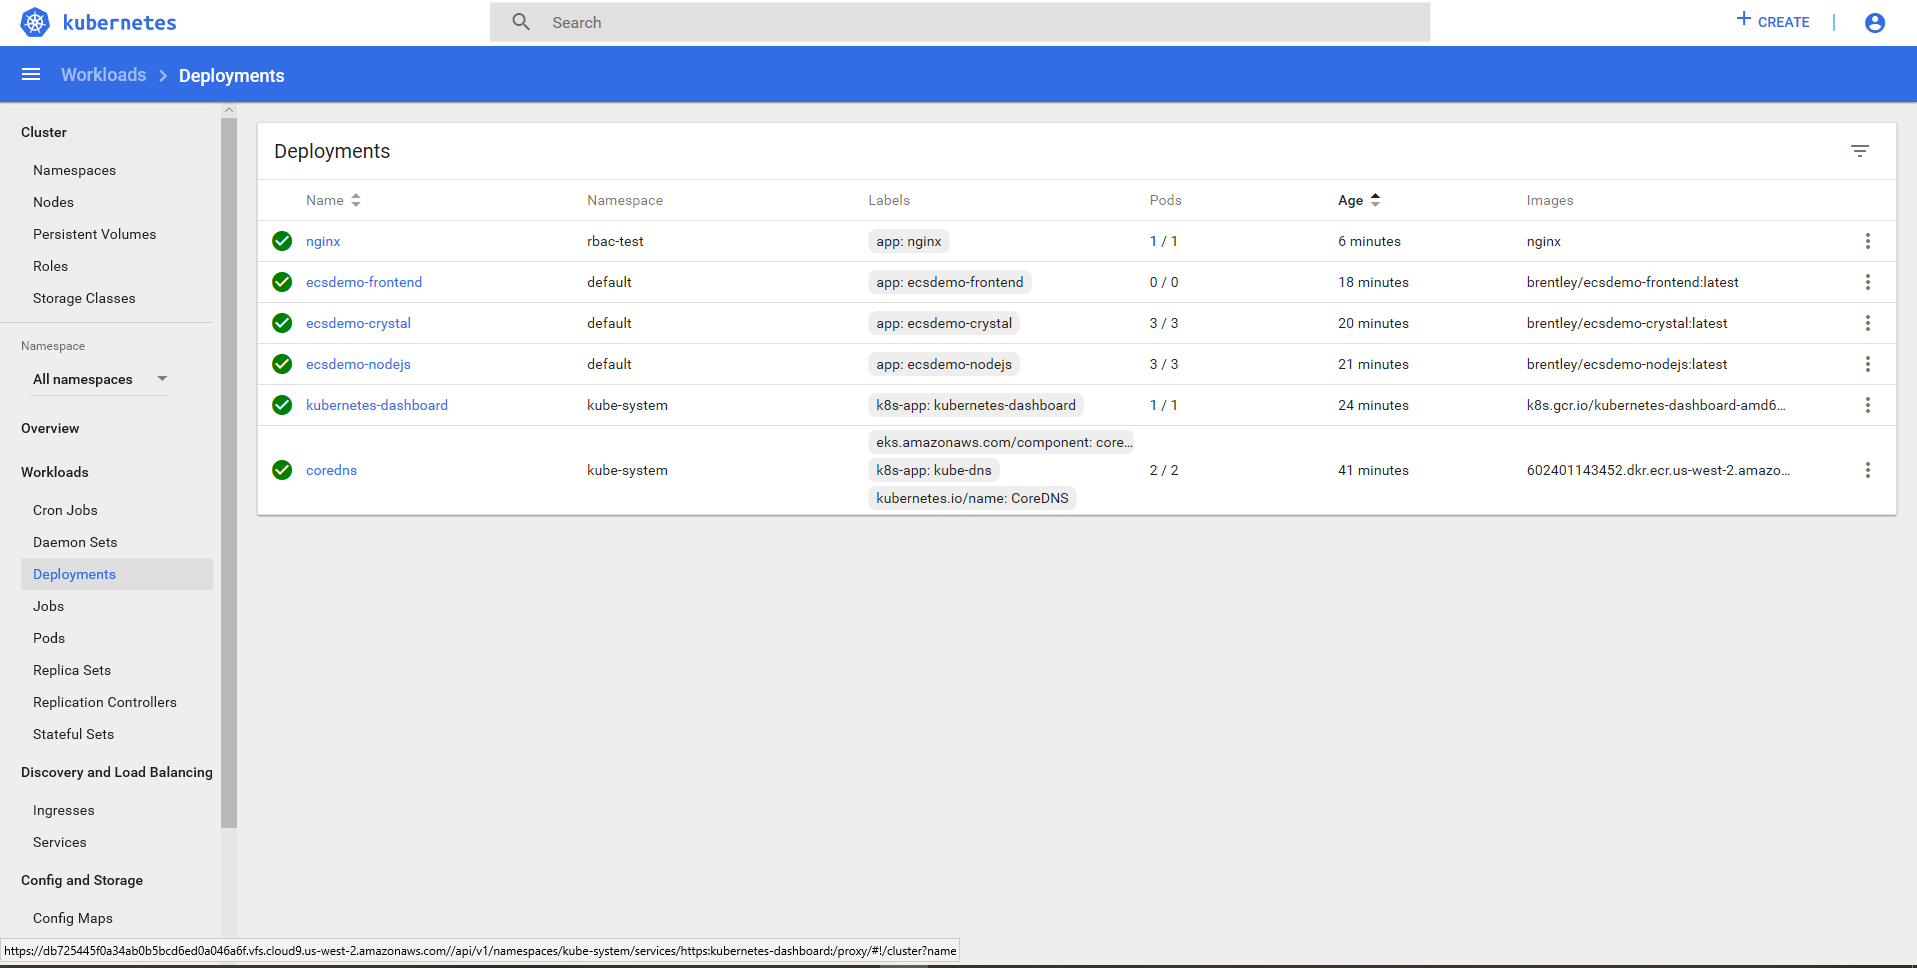 kubernetes
Search
+ CREATE |
Workloads > Deployments
Cluster
Namespaces
Nodes
Persistent Volumes
Roles
Storage Classes
Namespace
All namespaces
Overview
Workloads
Cron Jobs
Daemon Sets
Deployments
Jobs
Pods
Replica Sets
Replication Controllers
Stateful Sets
Discovery and Load Balancing
Ingresses
Services
Config and Storage
Config Maps
Deployments
Name Namespace Labels Pods Age Images
nginx rbac-test app: nginx 1 / 1 6 minutes nginx
ecsdemo-frontend default app: ecsdemo-frontend 0 / 0 18 minutes brentley/ecsdemo-frontend:latest
ecsdemo-crystal default app: ecsdemo-crystal 3 / 3 20 minutes brentley/ecsdemo-crystal:latest
ecsdemo-nodejs default app: ecsdemo-nodejs 3 / 3 21 minutes brentley/ecsdemo-nodejs:latest
kubernetes-dashboard kube-system k8s-app: kubernetes-dashboard 1 / 1 24 minutes k8s.gcr.io/kubernetes-dashboard-amd6...
eks.amazonaws.com/component: core...
coredns kube-system k8s-app: kube-dns 2 / 2 41 minutes 602401143452.dkr.ecr.us-west-2.amazo...
kubernetes.io/name: CoreDNS
https://db725445f0a34ab0b5bcd6ed0a046a6f.vfs.cloud9.us-west-2.amazonaws.com//api/v1/namespaces/kube-system/services/https:kubernetes-dashboard:/proxy/#!/cluster?name